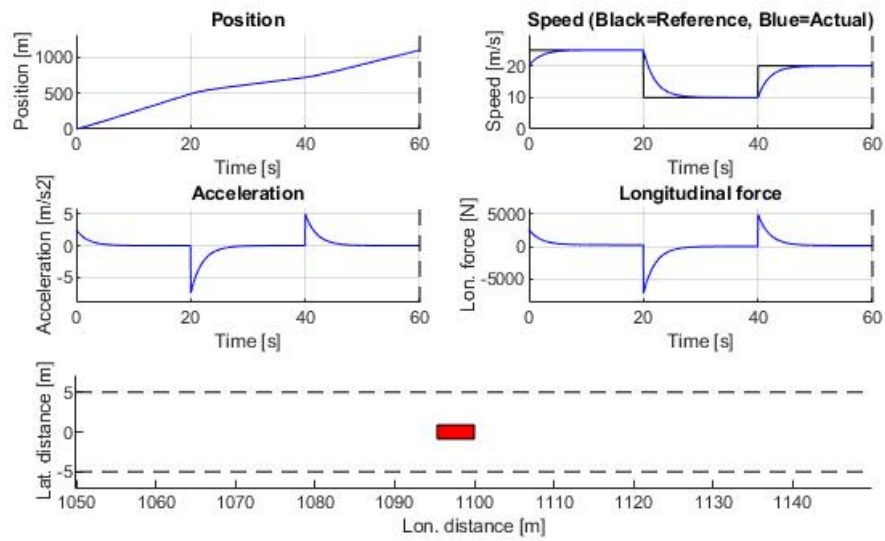 Position
Speed (Black=Reference, Blue=Actual)
Position [m]
1000
500
0
0 20 40 60
Time [s]
Speed [m/s]
20
10
0
0 20 40 60
Time [s]
Acceleration
Longitudinal force
Acceleration [m/s2]
5
0
-5
0 20 40 60
Time [s]
Lon. force [N]
5000
0
-5000
0 20 40 60
Time [s]
Lat. distance [m]
5
0
-5
1050 1060 1070 1080 1090 1100 1110 1120 1130 1140
Lon. distance [m]